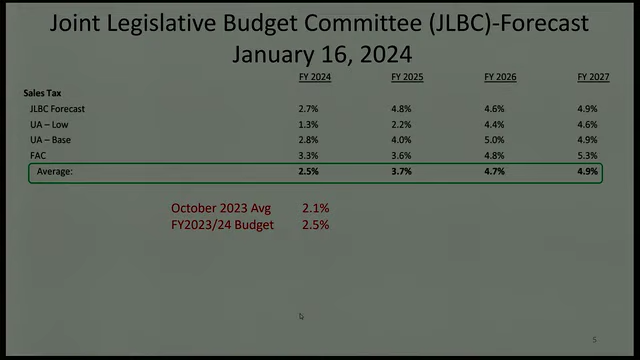 Joint Legislative Budget Committee (JLBC)-Forecast
January 16, 2024
FY 2024 FY 2025 FY 2026 FY 2027
Sales Tax
JLBC Forecast 2.7% 4.8% 4.6% 4.9%
UA – Low 1.3% 2.2% 4.4% 4.6%
UA – Base 2.8% 4.0% 5.0% 4.9%
FAC 3.3% 3.6% 4.8% 5.3%
Average: 2.5% 3.7% 4.7% 4.9%
October 2023 Avg 2.1%
FY2023/24 Budget 2.5%
5